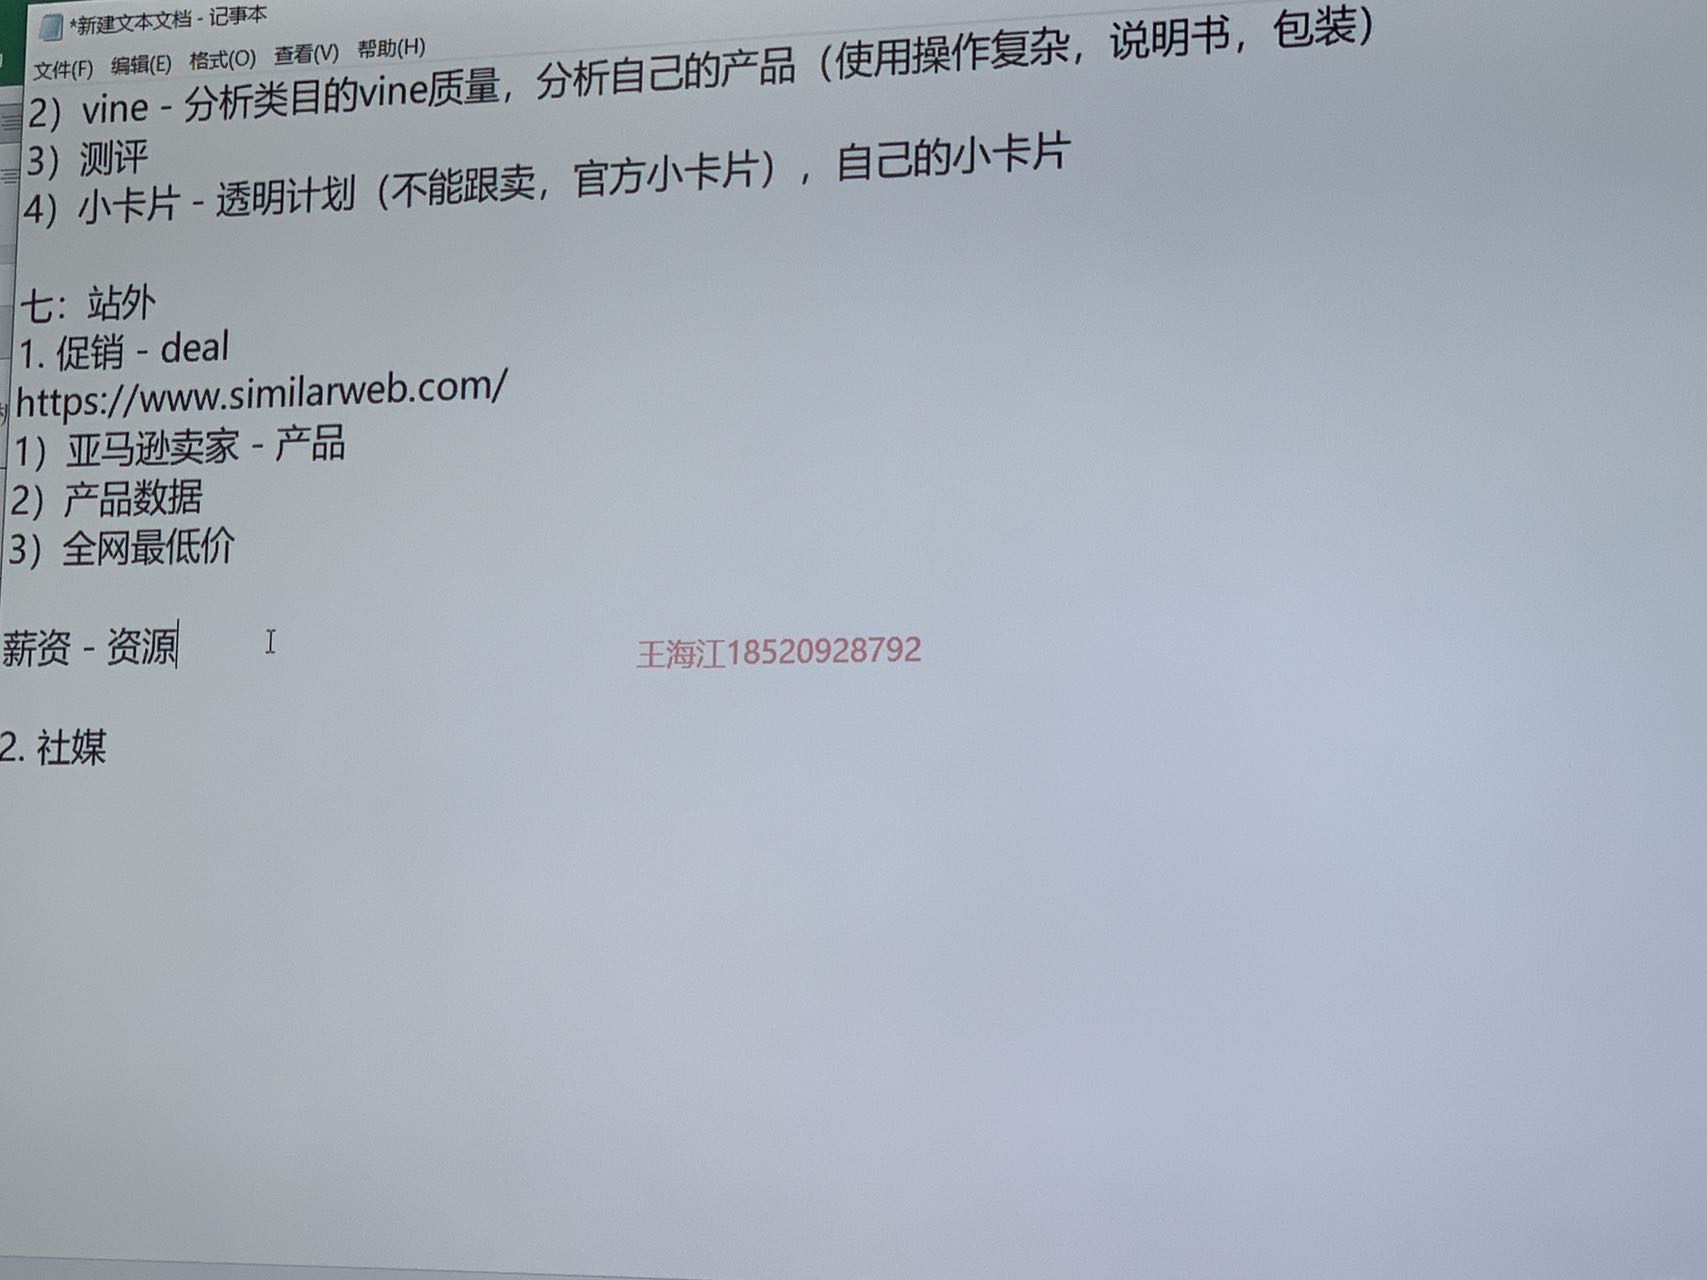 *新建文本文档 - 记事本
文件(F) 编辑(E) 格式(O) 查看(V) 帮助(H)
2）vine - 分析类目的vine质量，分析自己的产品（使用操作复杂，说明书，包装）
3）测评
4）小卡片 - 透明计划（不能跟卖，官方小卡片），自己的小卡片
七：站外
1. 促销 - deal
https://www.similarweb.com/
1）亚马逊卖家 - 产品
2）产品数据
3）全网最低价
薪资 - 资源
王海江18520928792
2. 社媒